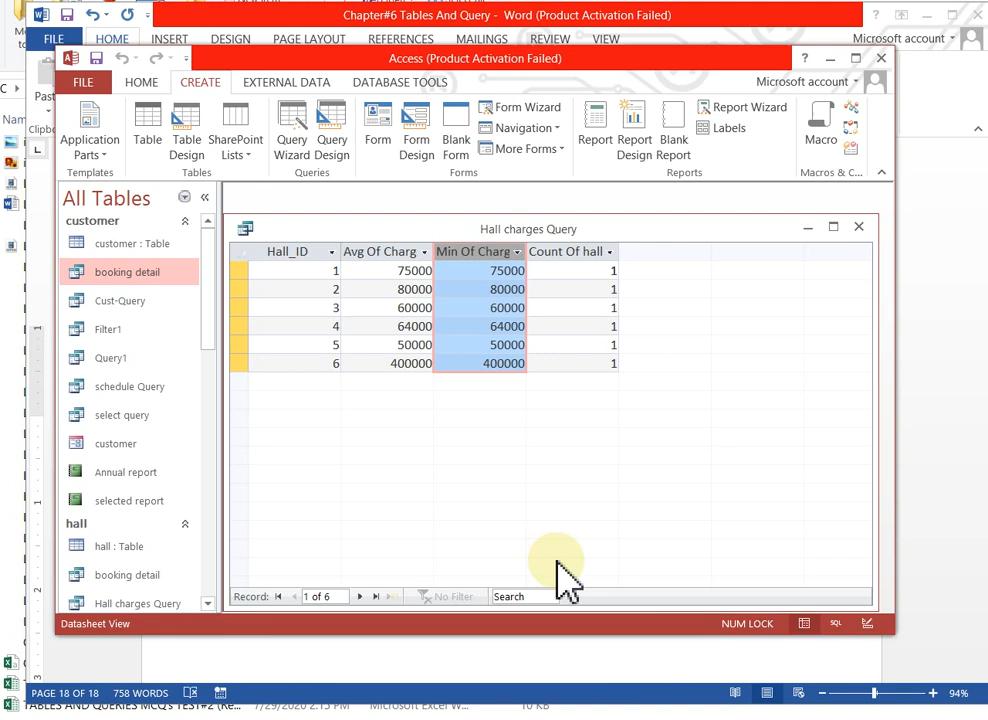 Chapter#6 Tables And Query - Word (Product Activation Failed)
FILE HOME INSERT DESIGN PAGE LAYOUT REFERENCES MAILINGS REVIEW VIEW Microsoft account
Access (Product Activation Failed)
FILE HOME CREATE EXTERNAL DATA DATABASE TOOLS Microsoft account
Past
Clipbo
Nam
Application Parts
Templates
Table
Table Design
SharePoint Lists
Tables
Query Wizard
Query Design
Queries
Form
Form Design
Blank Form
Form Wizard
Navigation
More Forms
Forms
Report
Report Design
Blank Report
Report Wizard
Labels
Reports
Macro
Macros & C...
All Tables
customer
customer : Table
booking detail
Cust-Query
Filter1
Query1
schedule Query
select query
customer
Annual report
selected report
hall
hall : Table
booking detail
Hall charges Query
Hall charges Query
Hall_ID Avg Of Charg Min Of Charg Count Of hall
1 75000 75000 1
2 80000 80000 1
3 60000 60000 1
4 64000 64000 1
5 50000 50000 1
6 400000 400000 1
Record: 1 of 6 No Filter Search
Datasheet View NUM LOCK SQL
PAGE 18 OF 18 758 WORDS 94%
TABLES AND QUERIES MCQ's TEST#2 (Re... 7/29/2020 2:15 PM Microsoft Excel W... 10 KB